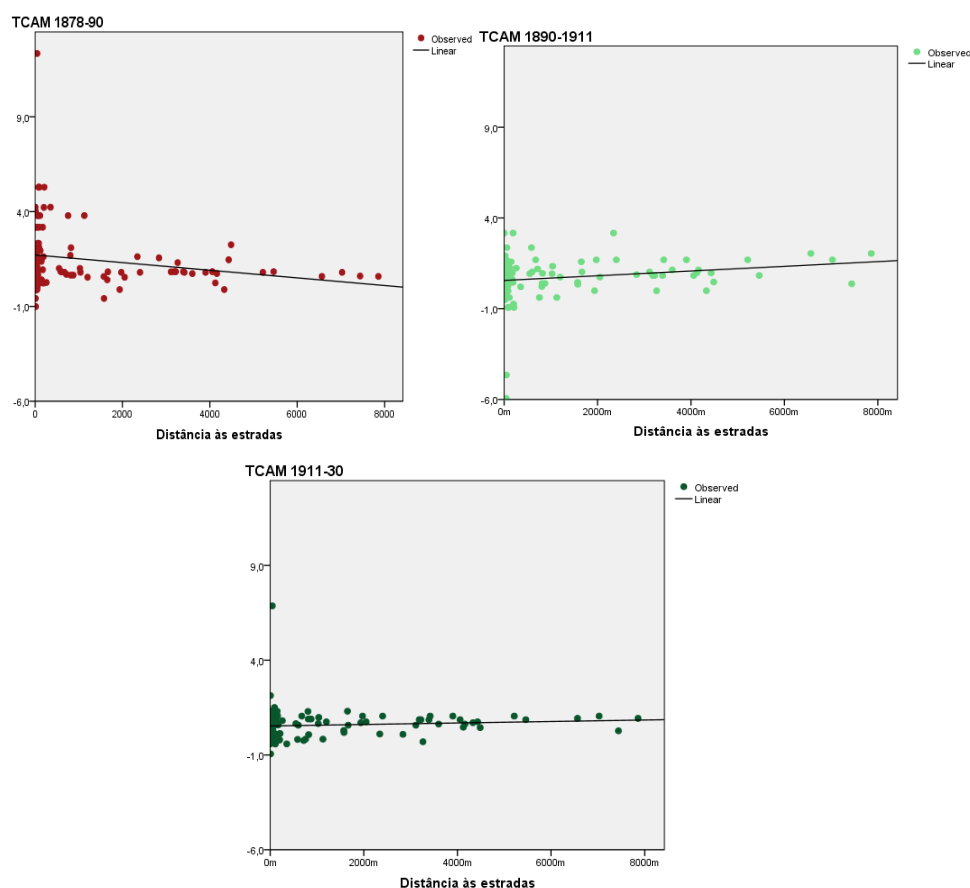 TCAM 1878-90
Observed
Linear
9,0
4,0
-1,0
-6,0
0 2000 4000 6000 8000
Distância às estradas
TCAM 1890-1911
Observed
Linear
9,0
4,0
-1,0
-6,0
0m 2000m 4000m 6000m 8000m
Distância às estradas
TCAM 1911-30
Observed
Linear
9,0
4,0
-1,0
-6,0
0m 2000m 4000m 6000m 8000m
Distância às estradas